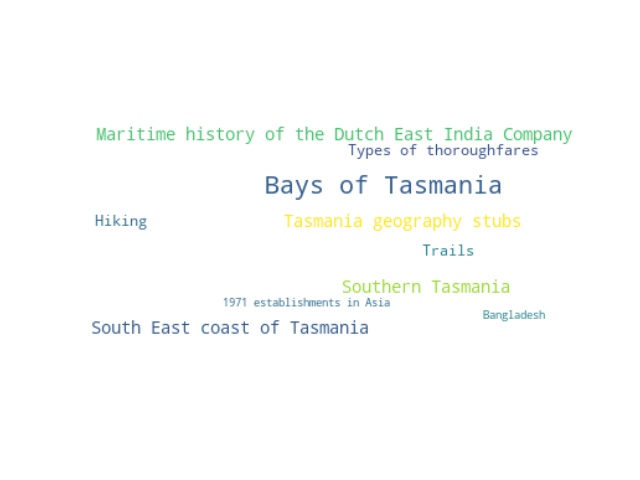 Maritime history of the Dutch East India Company
Types of thoroughfares
Bays of Tasmania
Hiking
Tasmania geography stubs
Trails
Southern Tasmania
1971 establishments in Asia
Bangladesh
South East coast of Tasmania